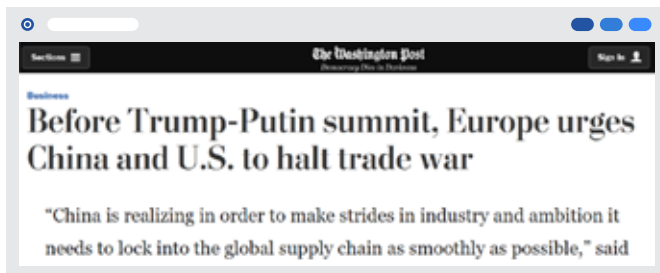 Sections
The Washington Post
Democracy Dies in Darkness
Sign In
Business
Before Trump-Putin summit, Europe urges
China and U.S. to halt trade war
“China is realizing in order to make strides in industry and ambition it
needs to lock into the global supply chain as smoothly as possible,” said